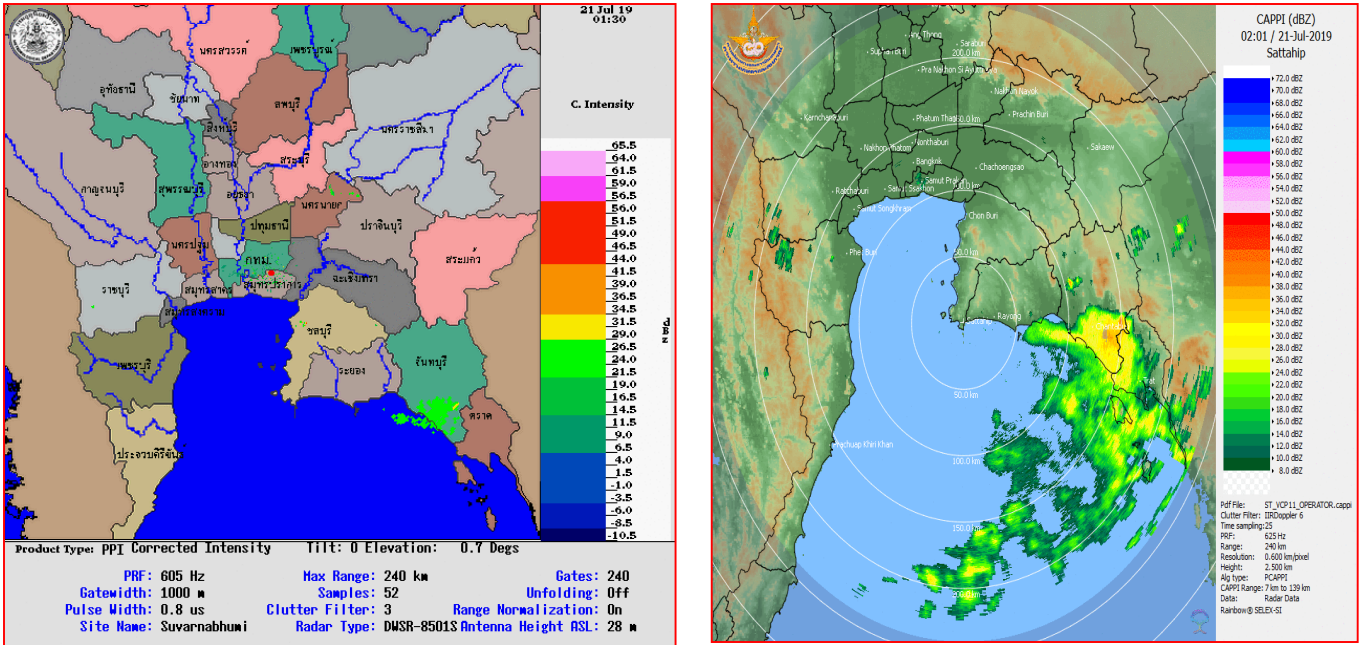 21 Jul 19
01:30
C. Intensity
65.5
64.0
61.5
59.0
56.5
56.0
51.5
49.0
46.5
44.0
41.5
39.0
36.5
34.5
31.5
29.0
26.5
24.0
21.5
19.0
16.5
14.5
11.5
9.0
6.5
4.0
1.5
-1.0
-3.5
-6.0
-8.5
-10.5
นครสวรรค์
เพชรบูรณ์
อุทัยธานี
ชัยนาท
ลพบุรี
สิงหบุรี
นครราชสีมา
อ่างทอง
สระบุรี
กาญจนบุรี
สุพรรณบุรี
อยุธยา
นครนายก
ปทุมธานี
ปราจีนบุรี
นครปฐม
กทม.
สระแก้ว
ราชบุรี
สมุทรสาคร
สมุทรปราการ
ฉะเชิงเทรา
สมุทรสงคราม
ชลบุรี
เพชรบุรี
ระยอง
จันทบุรี
ตราด
ประจวบคีรีขันธ์
Product Type: PPI Corrected Intensity Tilt: 0 Elevation: 0.7 Degs
PRF: 605 Hz Max Range: 240 km Gates: 240
Gatewidth: 1000 m Samples: 52 Unfolding: Off
Pulse Width: 0.8 us Clutter Filter: 3 Range Normalization: On
Site Name: Suvarnabhumi Radar Type: DWSR-8501S Antenna Height ASL: 28 m
CAPPI (dBZ)
02:01 / 21-Jul-2019
Sattahip
72.0 dBZ
70.0 dBZ
68.0 dBZ
66.0 dBZ
64.0 dBZ
62.0 dBZ
60.0 dBZ
58.0 dBZ
56.0 dBZ
54.0 dBZ
52.0 dBZ
50.0 dBZ
48.0 dBZ
46.0 dBZ
44.0 dBZ
42.0 dBZ
40.0 dBZ
38.0 dBZ
36.0 dBZ
34.0 dBZ
32.0 dBZ
30.0 dBZ
28.0 dBZ
26.0 dBZ
24.0 dBZ
22.0 dBZ
20.0 dBZ
18.0 dBZ
16.0 dBZ
14.0 dBZ
12.0 dBZ
10.0 dBZ
8.0 dBZ
Ang Thong
Suphan Buri
Saraburi
200.0 km
Pra Nakhon Si Ayutthaya
Nakhon Nayok
Karnchanaburi
Phatum Thani
Prachin Buri
Nonthaburi
Nakhon Phatom
Sakaew
Bangkok
Chachoengsao
Samut Prakan
Ratchaburi
Samut Ssakhon
Samut Songkhram
Chon Buri
Phet Buri
50.0 km
Sattahip
Rayong
Chantaburi
Trat
50.0 km
Prachuap Khiri Khan
100.0 km
150.0 km
200.0 km
Pdf File: ST_VCP11_OPERATOR.cappi
Clutter Filter: IIRDoppler 6
Time sampling:25
PRF: 625 Hz
Range: 240 km
Resolution: 0.600 km/pixel
Height: 2.500 km
Alg type: PCAPPI
CAPPI Range: 7 km to 139 km
Data: Radar Data
Rainbow® SELEX-SI